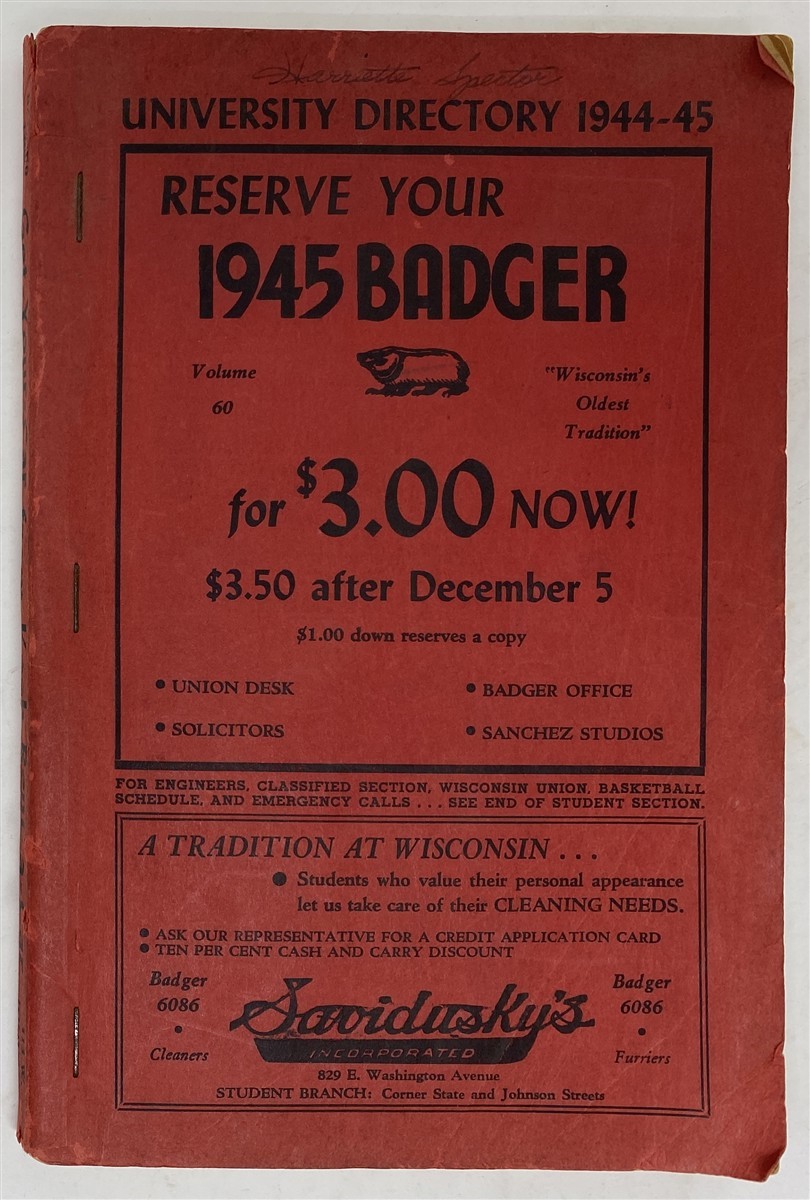 Harriette Spector
UNIVERSITY DIRECTORY 1944-45
RESERVE YOUR
1945 BADGER
Volume
60
"Wisconsin's
Oldest
Tradition"
for $3.00 NOW!
$3.50 after December 5
$1.00 down reserves a copy
• UNION DESK
• BADGER OFFICE
• SOLICITORS
• SANCHEZ STUDIOS
FOR ENGINEERS, CLASSIFIED SECTION, WISCONSIN UNION, BASKETBALL
SCHEDULE, AND EMERGENCY CALLS . . . SEE END OF STUDENT SECTION.
A TRADITION AT WISCONSIN . . .
• Students who value their personal appearance
let us take care of their CLEANING NEEDS.
• ASK OUR REPRESENTATIVE FOR A CREDIT APPLICATION CARD
• TEN PER CENT CASH AND CARRY DISCOUNT
Badger
6086
•
Cleaners
Savidusky's
INCORPORATED
Badger
6086
•
Furriers
829 E. Washington Avenue
STUDENT BRANCH: Corner State and Johnson Streets